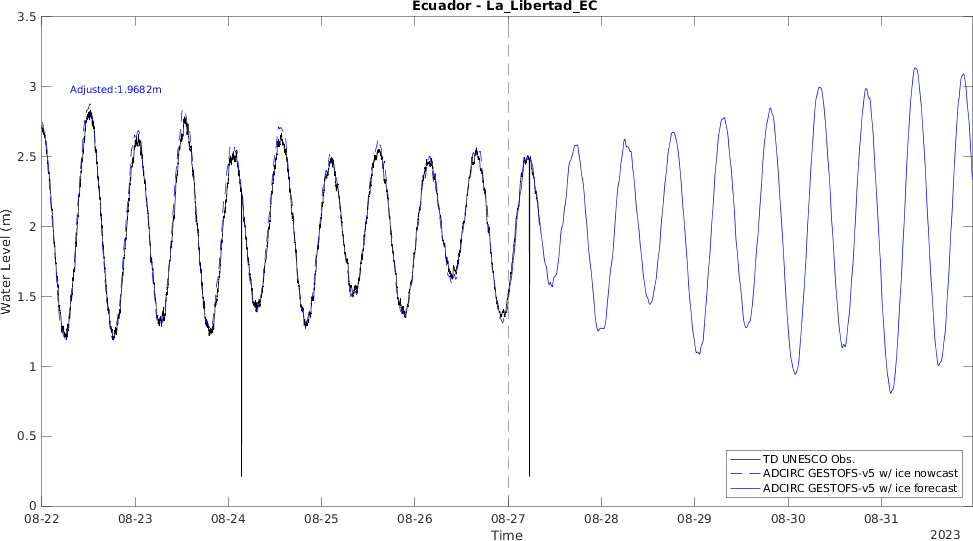 Ecuador - La_Libertad_EC
3.5
3
2.5
2
1.5
1
0.5
0
Water Level (m)
Adjusted:1.9682m
TD UNESCO Obs.
ADCIRC GESTOFS-v5 w/ ice nowcast
ADCIRC GESTOFS-v5 w/ ice forecast
08-22 08-23 08-24 08-25 08-26 08-27 08-28 08-29 08-30 08-31
Time
2023